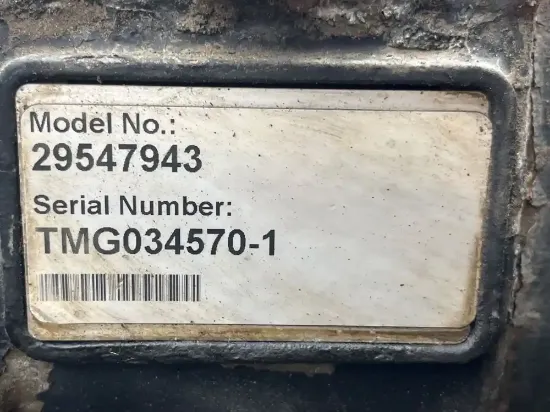 Model No.:
29547943
Serial Number:
TMG034570-1